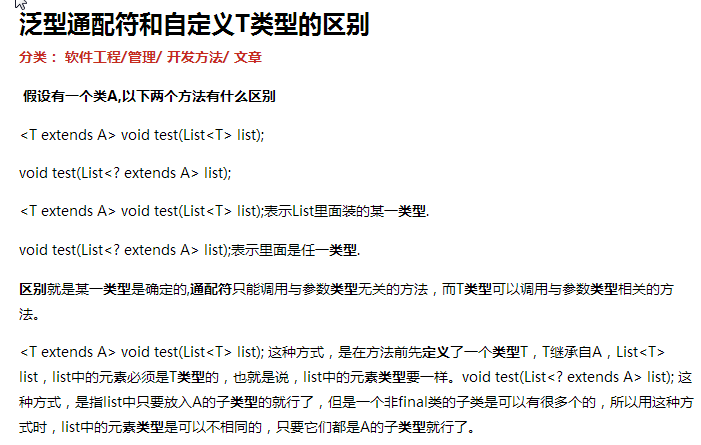 泛型通配符和自定义T类型的区别
分类： 软件工程/管理/ 开发方法/ 文章
假设有一个类A,以下两个方法有什么区别
<T extends A> void test(List<T> list);
void test(List<? extends A> list);
<T extends A> void test(List<T> list);表示List里面装的某一类型.
void test(List<? extends A> list);表示里面是任一类型.
区别就是某一类型是确定的,通配符只能调用与参数类型无关的方法，而T类型可以调用与参数类型相关的方
法。
<T extends A> void test(List<T> list); 这种方式，是在方法前先定义了一个类型T，T继承自A，List<T>
list，list中的元素必须是T类型的，也就是说，list中的元素类型要一样。void test(List<? extends A> list); 这
种方式，是指list中只要放入A的子类型的就行了，但是一个非final类的子类是可以有很多个的，所以用这种方
式时，list中的元素类型是可以不相同的，只要它们都是A的子类型就行了。